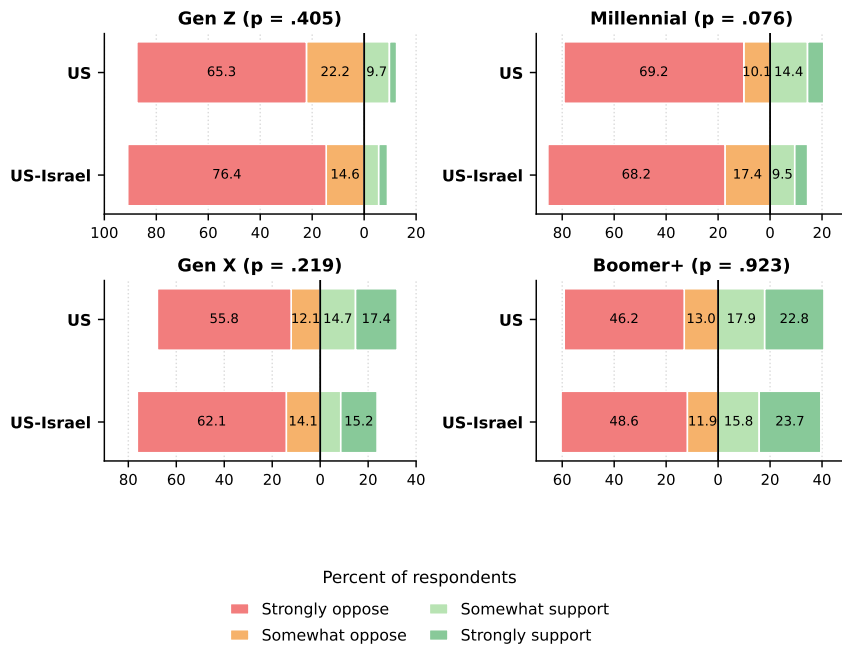 Gen Z (p = .405)
US
65.3 22.2 9.7
US-Israel
76.4 14.6
100 80 60 40 20 0 20
Millennial (p = .076)
US
69.2 10.1 14.4
US-Israel
68.2 17.4 9.5
80 60 40 20 0 20
Gen X (p = .219)
US
55.8 12.1 14.7 17.4
US-Israel
62.1 14.1 15.2
80 60 40 20 0 20 40
Boomer+ (p = .923)
US
46.2 13.0 17.9 22.8
US-Israel
48.6 11.9 15.8 23.7
60 40 20 0 20 40
Percent of respondents
Strongly oppose
Somewhat oppose
Somewhat support
Strongly support